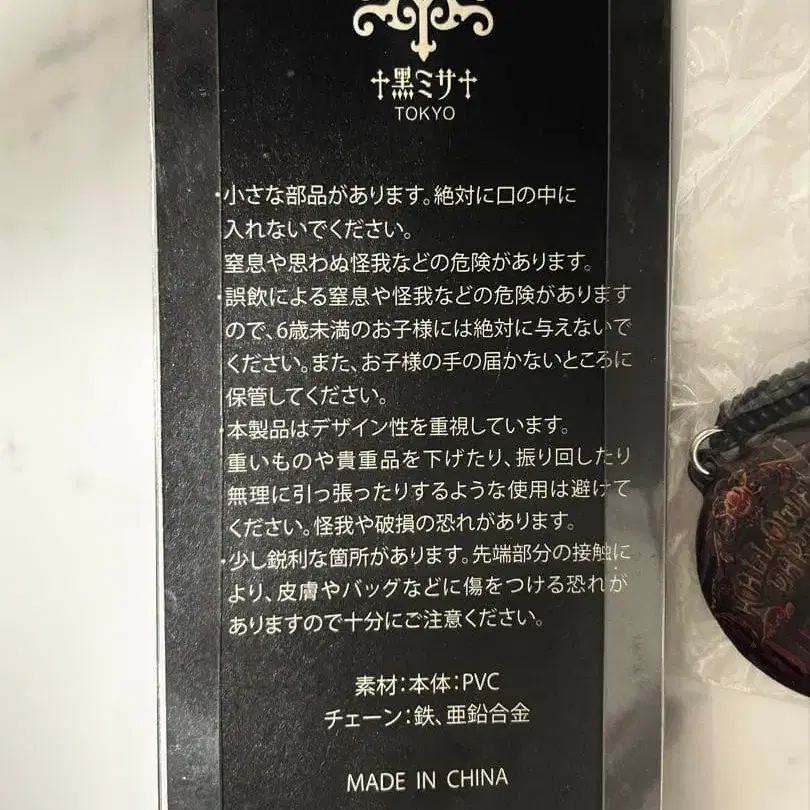 †黒ミサ†
TOKYO
・小さな部品があります。絶対に口の中に
入れないでください。
窒息や思わぬ怪我などの危険があります。
・誤飲による窒息や怪我などの危険があります
ので、6歳未満のお子様には絶対に与えないで
ください。また、お子様の手の届かないところに
保管してください。
・本製品はデザイン性を重視しています。
重いものや貴重品を下げたり、振り回したり
無理に引っ張ったりするような使用は避けて
ください。怪我や破損の恐れがあります。
・少し鋭利な箇所があります。先端部分の接触に
より、皮膚やバッグなどに傷をつける恐れが
ありますので十分にご注意ください。
素材：本体：PVC
チェーン：鉄、亜鉛合金
MADE IN CHINA